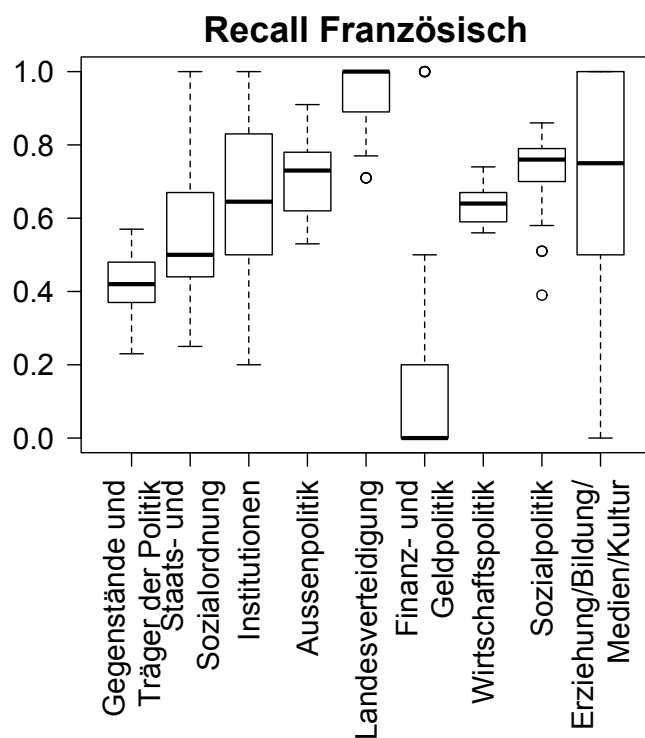 Recall Französisch
1.0
0.8
0.6
0.4
0.2
0.0
Gegenstände und
Träger der Politik
Staats- und
Sozialordnung
Institutionen
Aussenpolitik
Landesverteidigung
Finanz- und
Geldpolitik
Wirtschaftspolitik
Sozialpolitik
Erziehung/Bildung/
Medien/Kultur